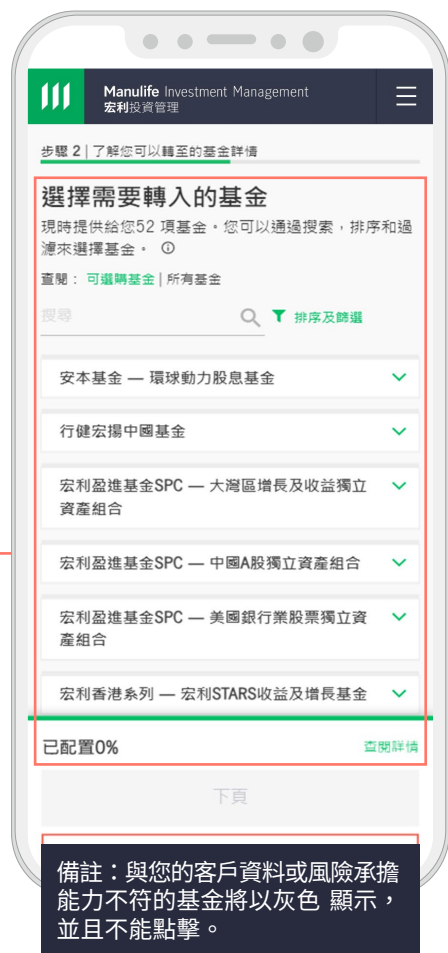 Manulife Investment Management
宏利投資管理
步驟 2 | 了解您可以轉至的基金詳情
選擇需要轉入的基金
現時提供給您52 項基金。您可以通過搜索，排序和過
濾來選擇基金。
查閱： 可選購基金 | 所有基金
搜尋
排序及篩選
安本基金 — 環球動力股息基金
行健宏揚中國基金
宏利盈進基金SPC — 大灣區增長及收益獨立
資產組合
宏利盈進基金SPC — 中國A股獨立資產組合
宏利盈進基金SPC — 美國銀行業股票獨立資
產組合
宏利香港系列 — 宏利STARS收益及增長基金
已配置0%
查閱詳情
下頁
備註：與您的客戶資料或風險承擔
能力不符的基金將以灰色 顯示，
並且不能點擊。